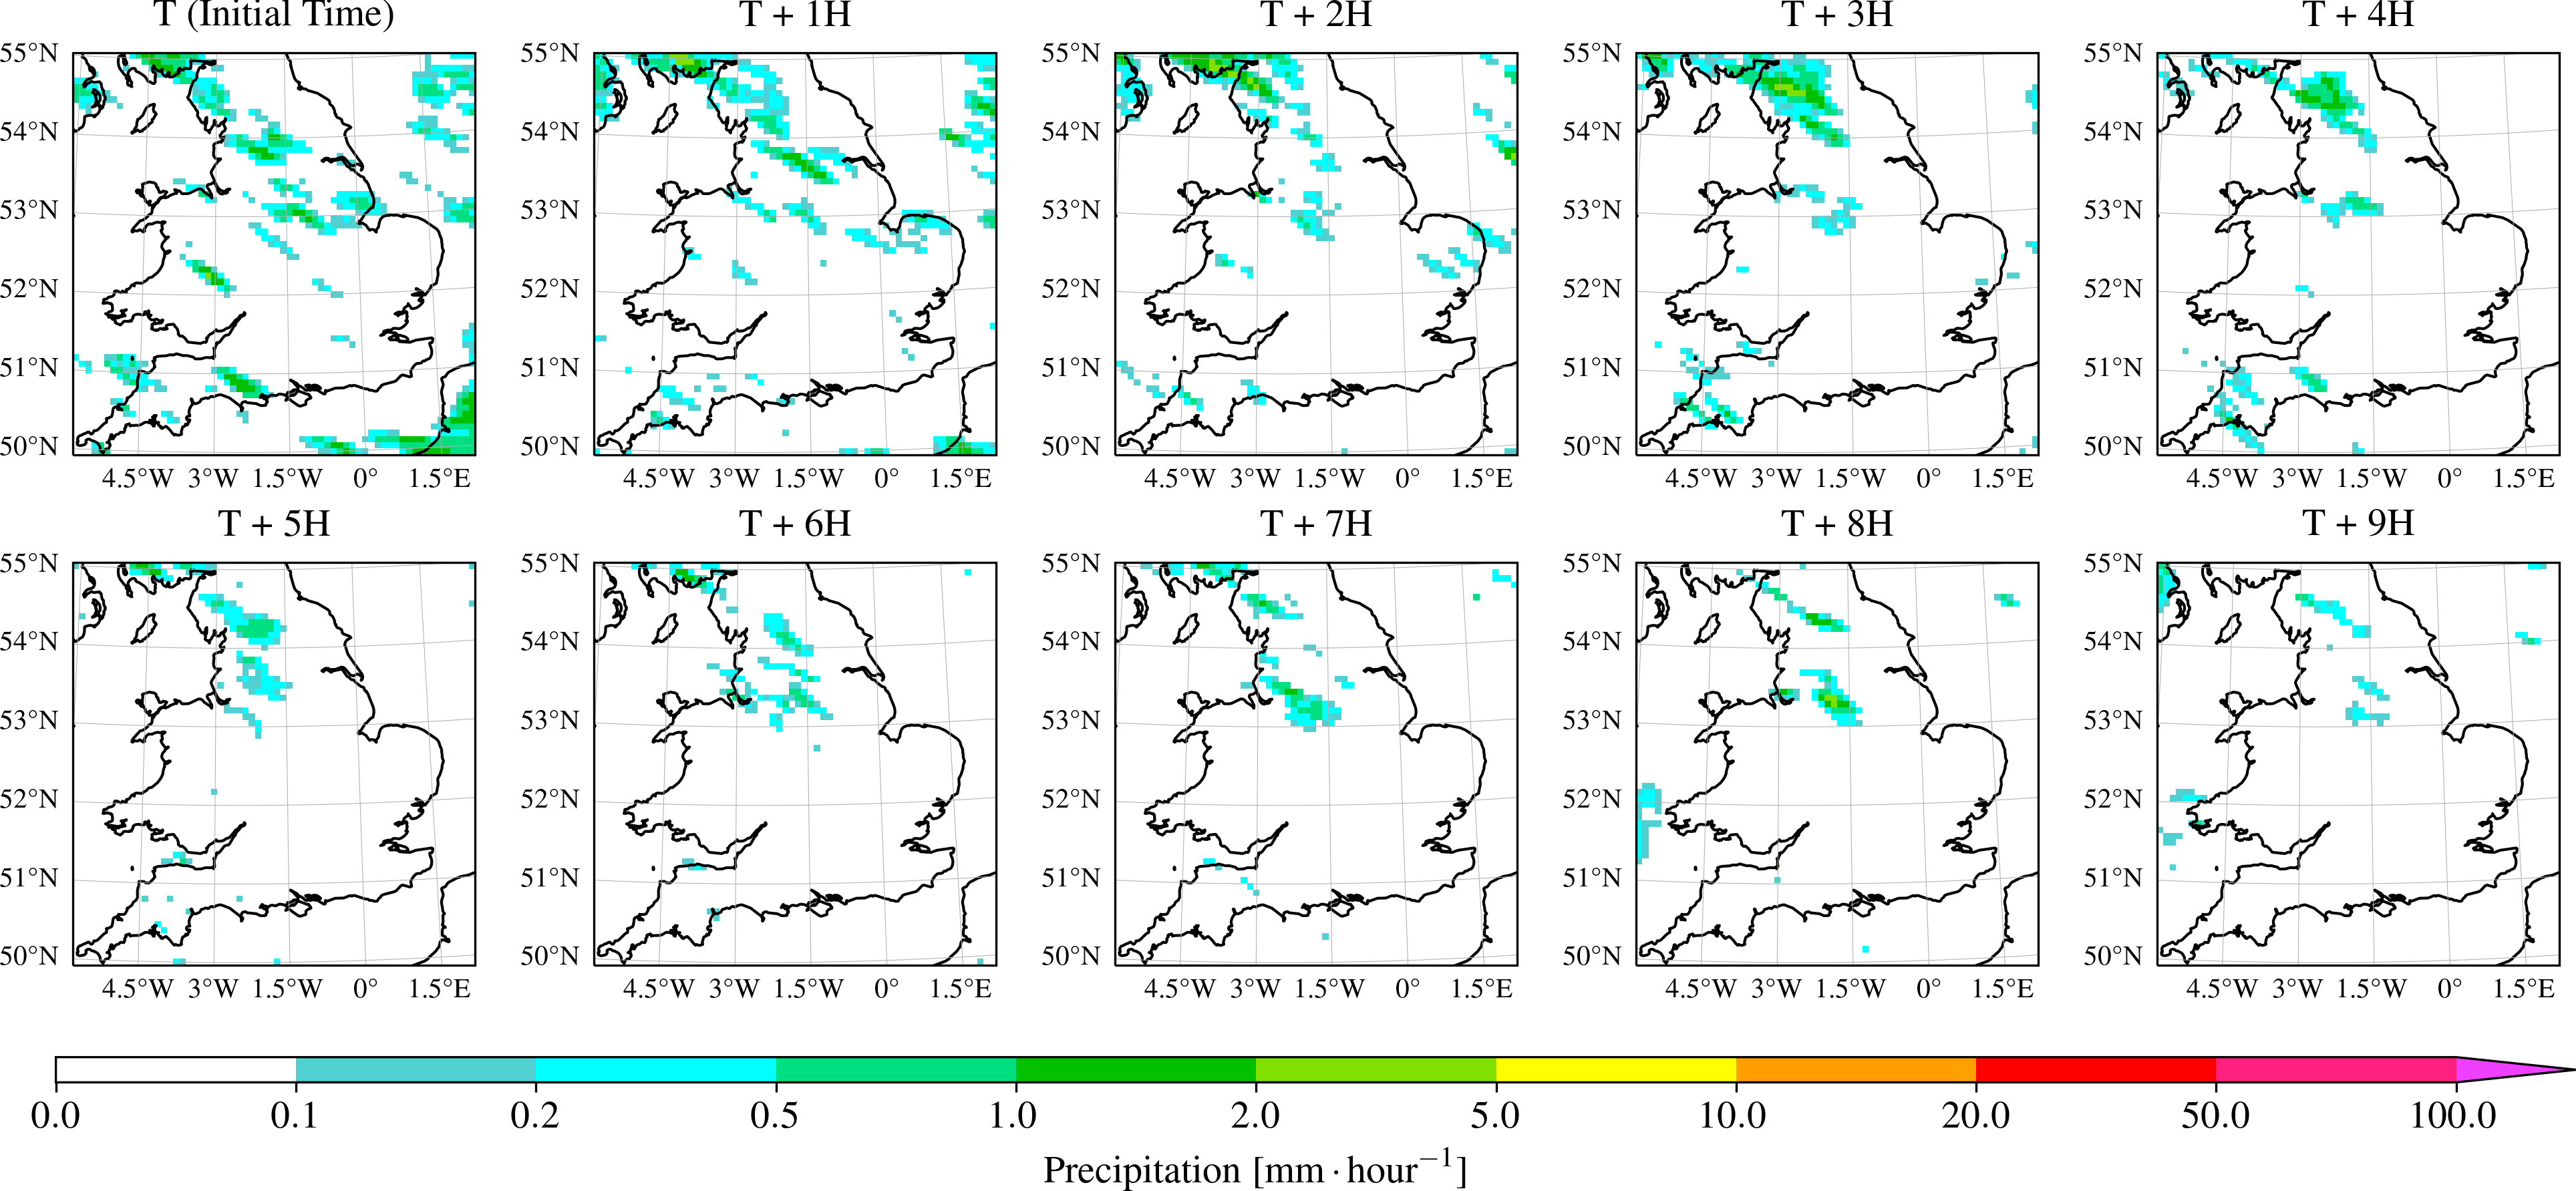 T (Initial Time) T + 1H T + 2H T + 3H T + 4H
55°N 55°N 55°N 55°N 55°N
54°N 54°N 54°N 54°N 54°N
53°N 53°N 53°N 53°N 53°N
52°N 52°N 52°N 52°N 52°N
51°N 51°N 51°N 51°N 51°N
50°N 50°N 50°N 50°N 50°N
4.5°W 3°W 1.5°W 0° 1.5°E 4.5°W 3°W 1.5°W 0° 1.5°E 4.5°W 3°W 1.5°W 0° 1.5°E 4.5°W 3°W 1.5°W 0° 1.5°E 4.5°W 3°W 1.5°W 0° 1.5°E
T + 5H T + 6H T + 7H T + 8H T + 9H
55°N 55°N 55°N 55°N 55°N
54°N 54°N 54°N 54°N 54°N
53°N 53°N 53°N 53°N 53°N
52°N 52°N 52°N 52°N 52°N
51°N 51°N 51°N 51°N 51°N
50°N 50°N 50°N 50°N 50°N
4.5°W 3°W 1.5°W 0° 1.5°E 4.5°W 3°W 1.5°W 0° 1.5°E 4.5°W 3°W 1.5°W 0° 1.5°E 4.5°W 3°W 1.5°W 0° 1.5°E 4.5°W 3°W 1.5°W 0° 1.5°E
0.0 0.1 0.2 0.5 1.0 2.0 5.0 10.0 20.0 50.0 100.0
Precipitation [mm · hour⁻¹]